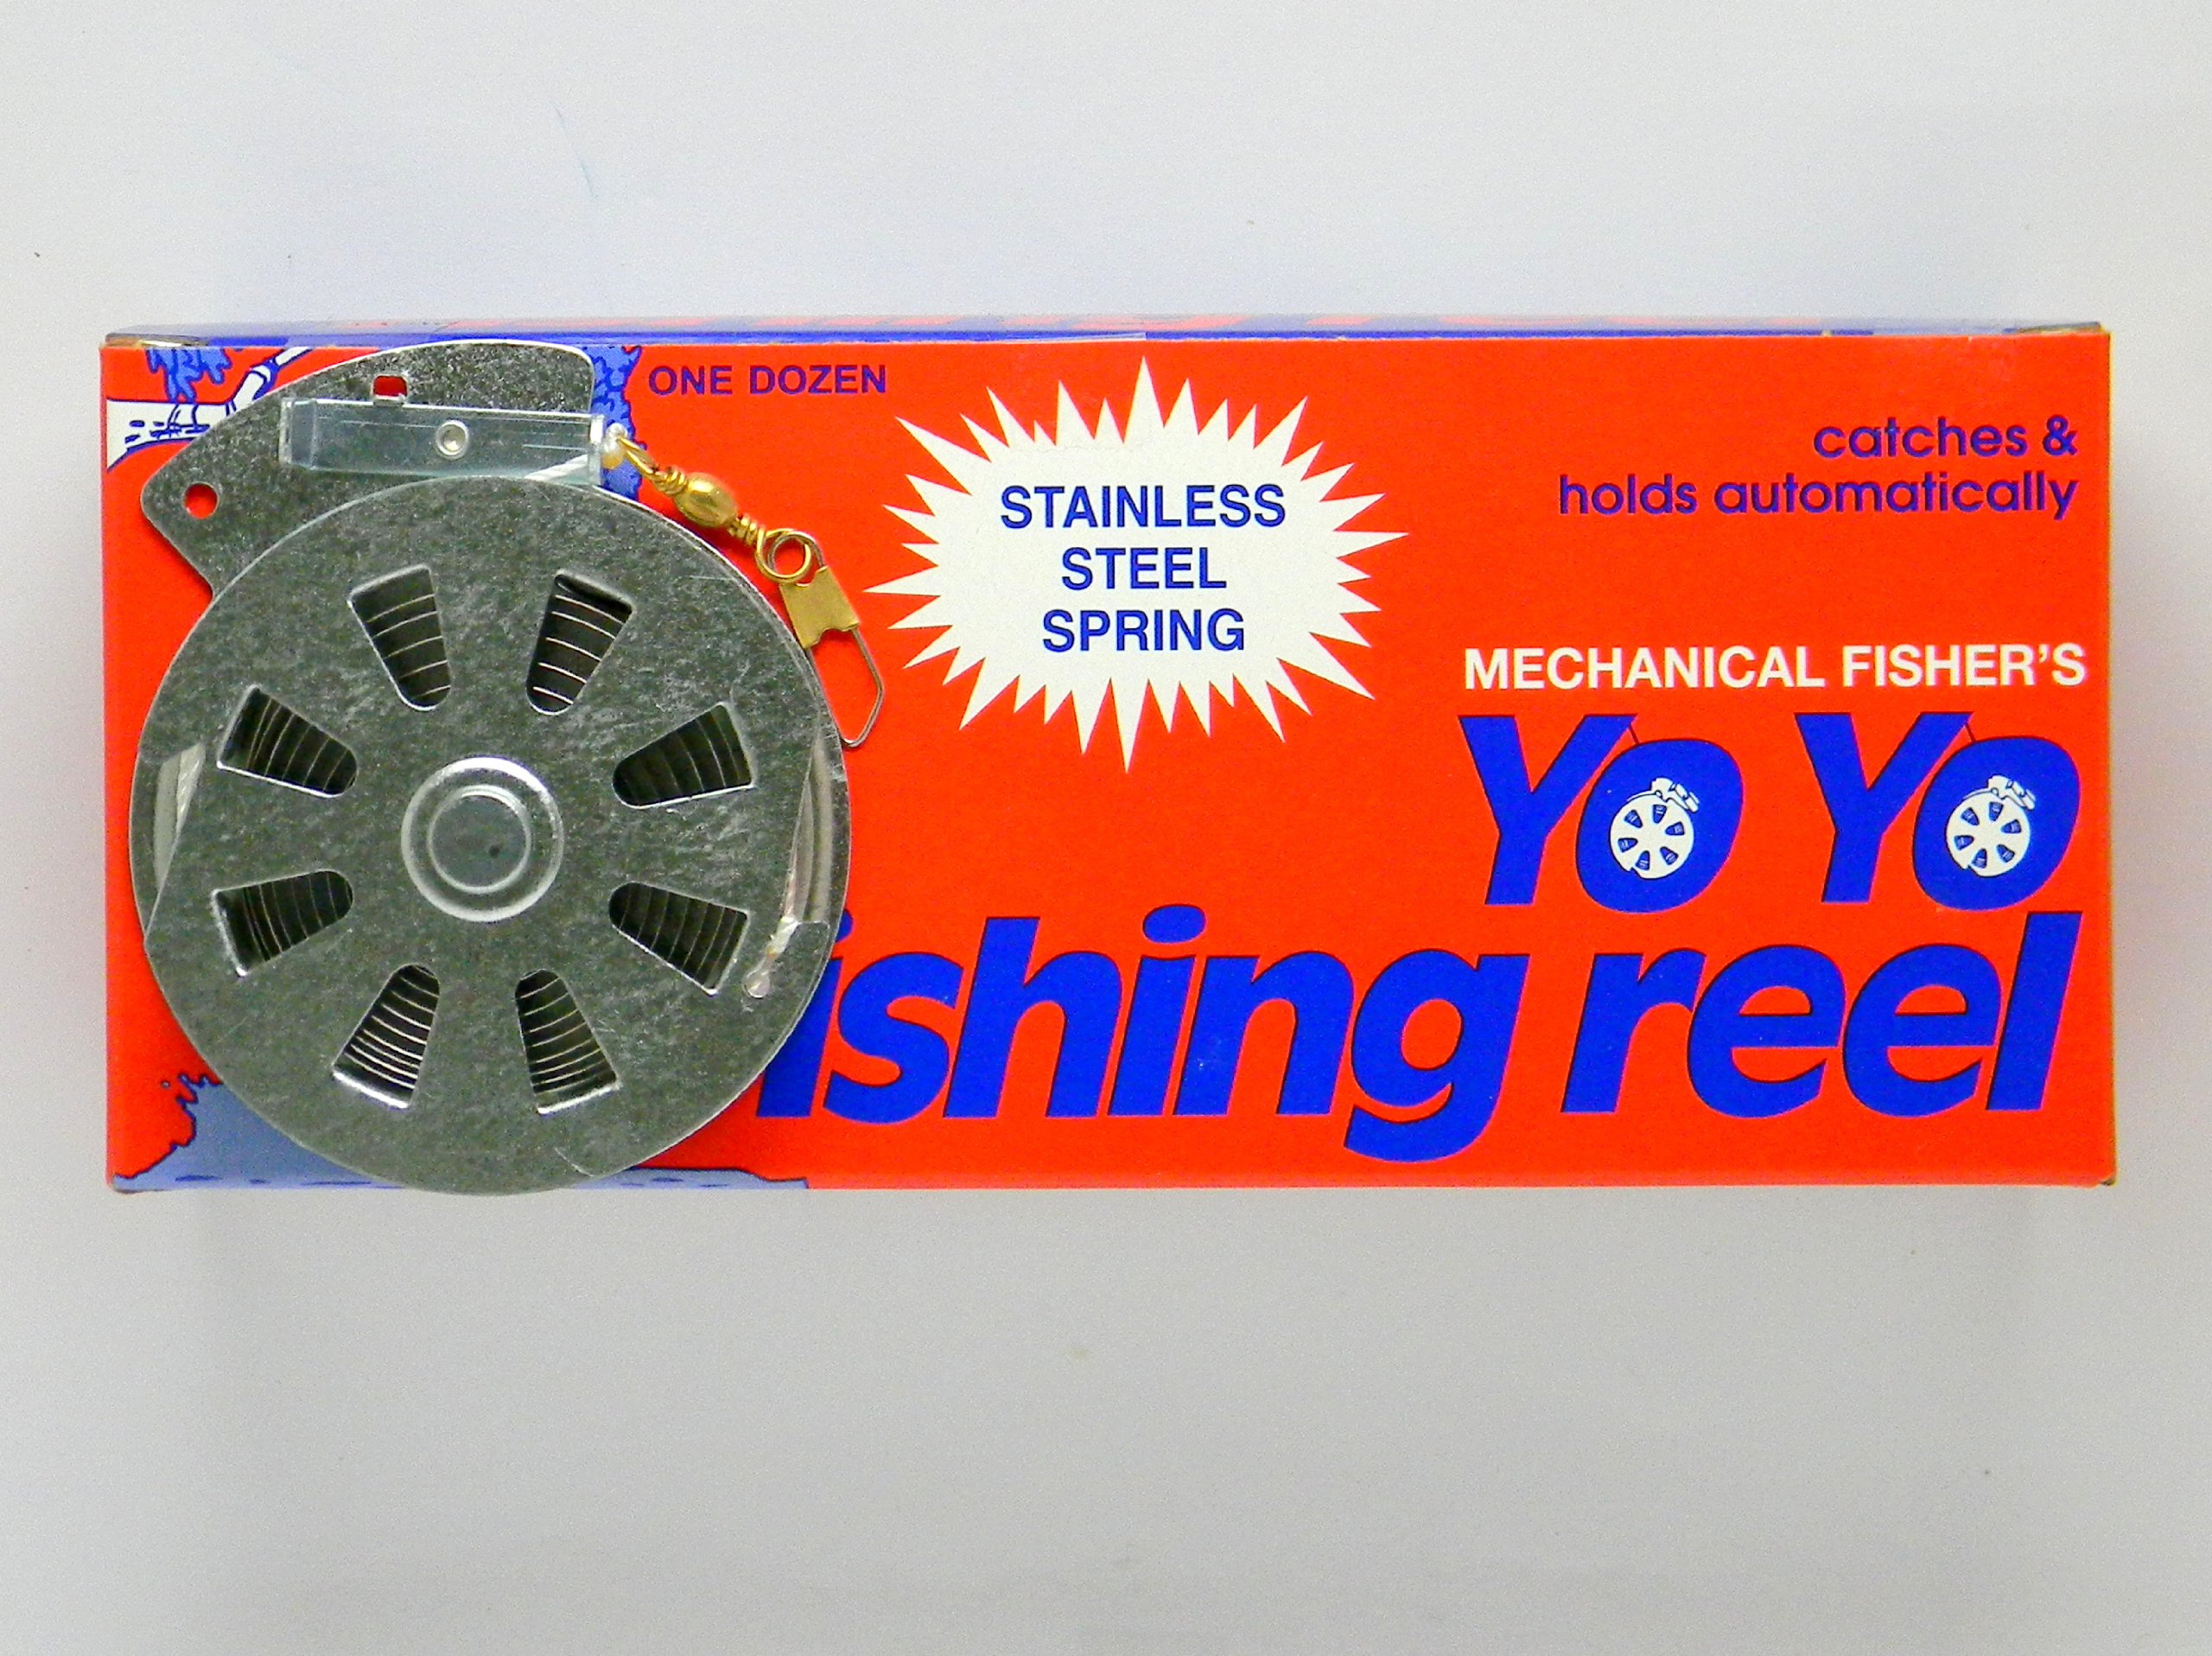 ONE DOZEN
STAINLESS
STEEL
SPRING
catches &
holds automatically
MECHANICAL FISHER'S
Yo Yo
ishing reel